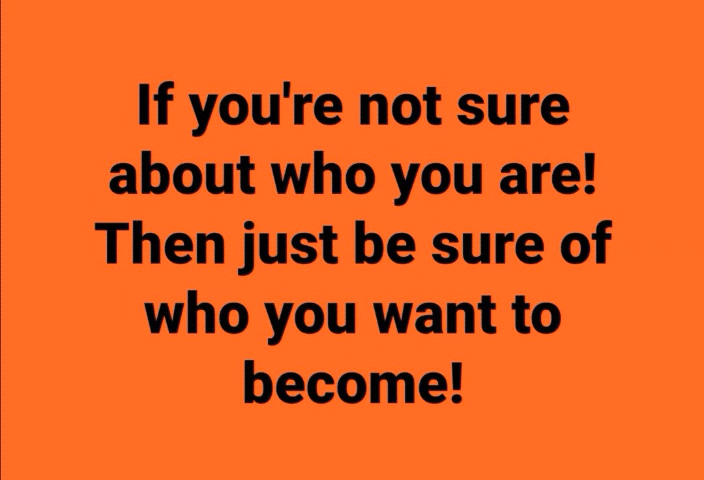 If you're not sure
about who you are!
Then just be sure of
who you want to
become!